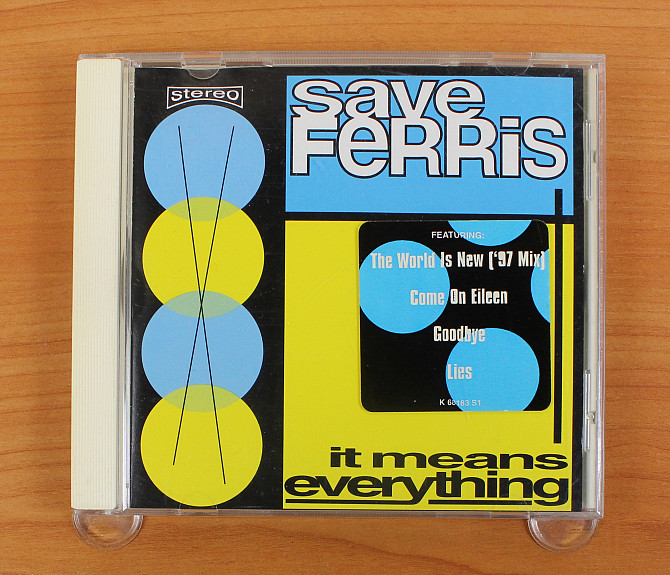 stereo
save
FeRRiS
FEATURING:
The World Is New ('97 Mix)
Come On Eileen
Goodbye
Lies
it means
everything